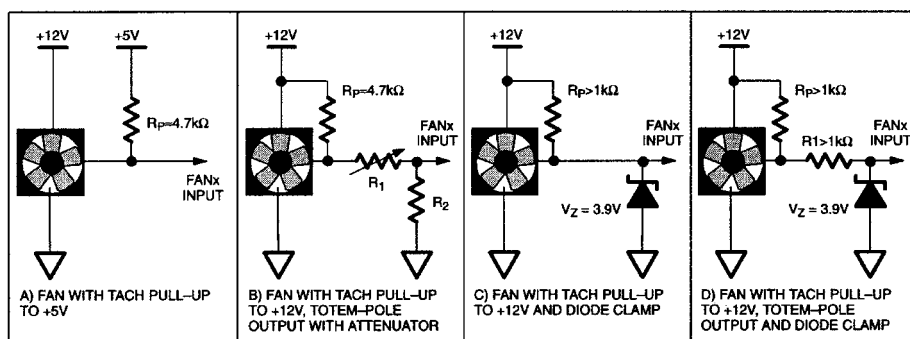 +12V
+5V
Rp≈4.7kΩ
FANx
INPUT
A) FAN WITH TACH PULL–UP
TO +5V
+12V
Rp≈4.7kΩ
FANx
INPUT
R1
R2
B) FAN WITH TACH PULL–UP
TO +12V, TOTEM–POLE
OUTPUT WITH ATTENUATOR
+12V
Rp>1kΩ
FANx
INPUT
VZ = 3.9V
C) FAN WITH TACH PULL–UP
TO +12V AND DIODE CLAMP
+12V
Rp>1kΩ
FANx
INPUT
R1>1kΩ
VZ = 3.9V
D) FAN WITH TACH PULL–UP
TO +12V, TOTEM–POLE
OUTPUT AND DIODE CLAMP